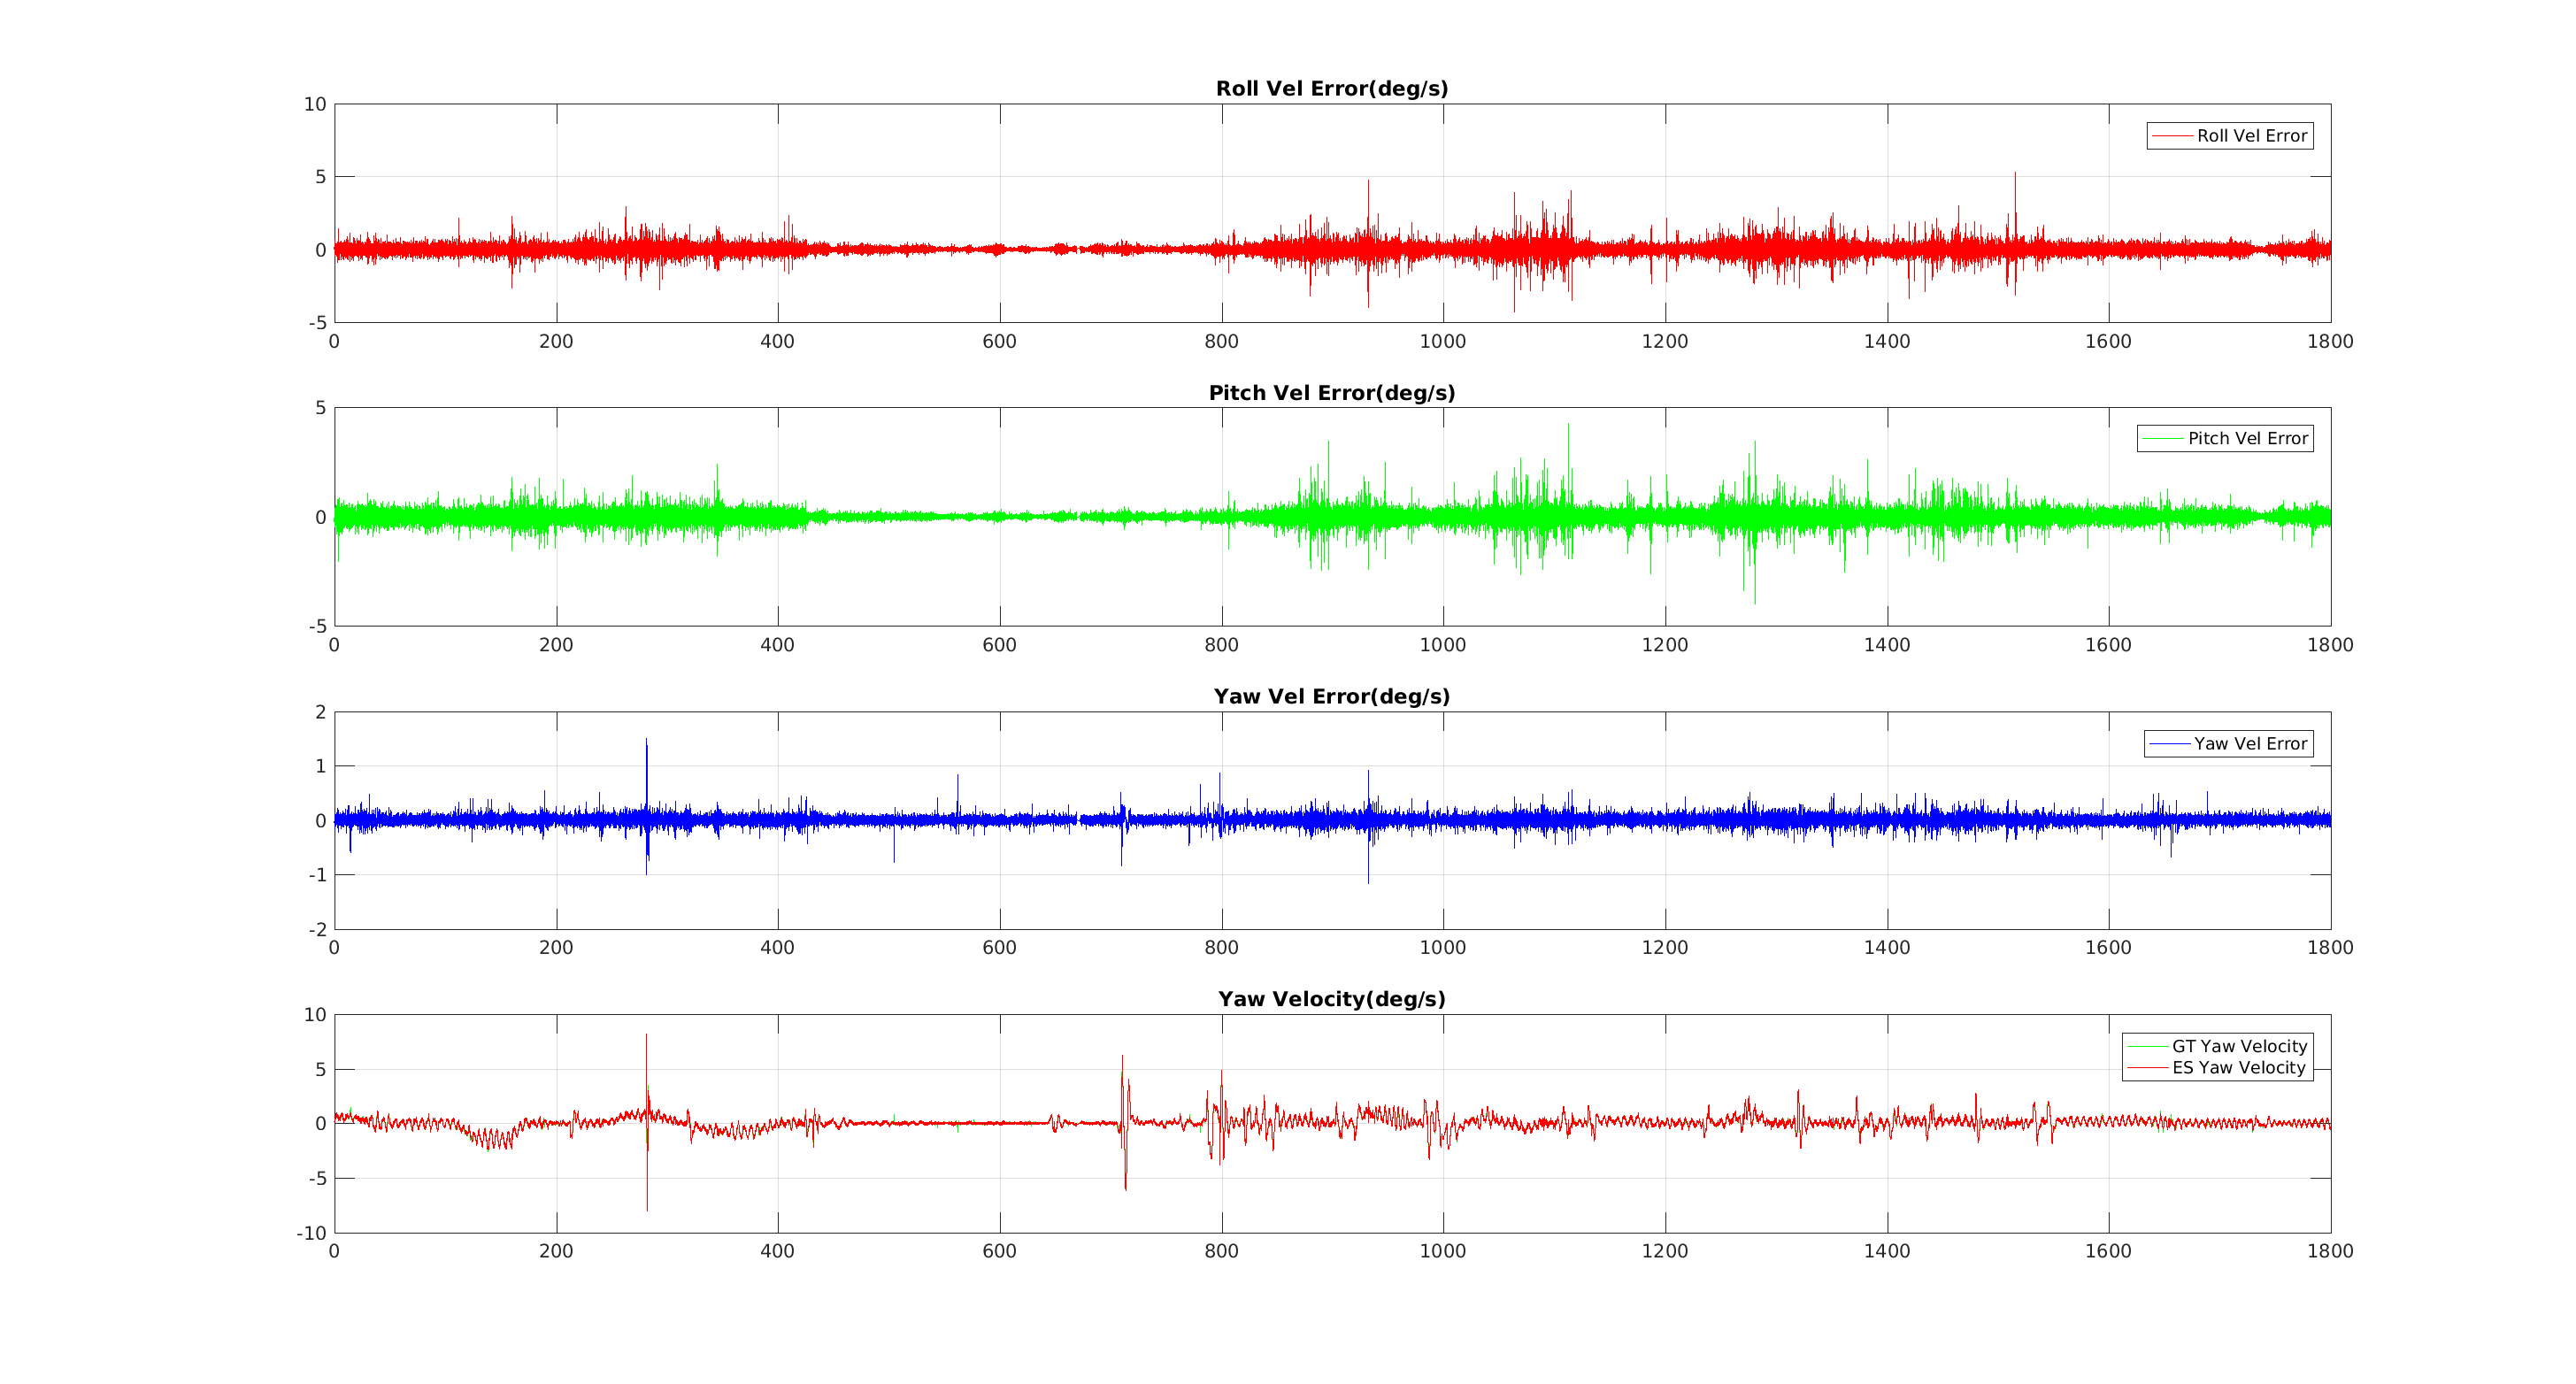 Roll Vel Error(deg/s)
10
5
0
-5
Roll Vel Error
0 200 400 600 800 1000 1200 1400 1600 1800
Pitch Vel Error(deg/s)
5
0
-5
Pitch Vel Error
0 200 400 600 800 1000 1200 1400 1600 1800
Yaw Vel Error(deg/s)
2
1
0
-1
-2
Yaw Vel Error
0 200 400 600 800 1000 1200 1400 1600 1800
Yaw Velocity(deg/s)
10
5
0
-5
-10
GT Yaw Velocity
ES Yaw Velocity
0 200 400 600 800 1000 1200 1400 1600 1800